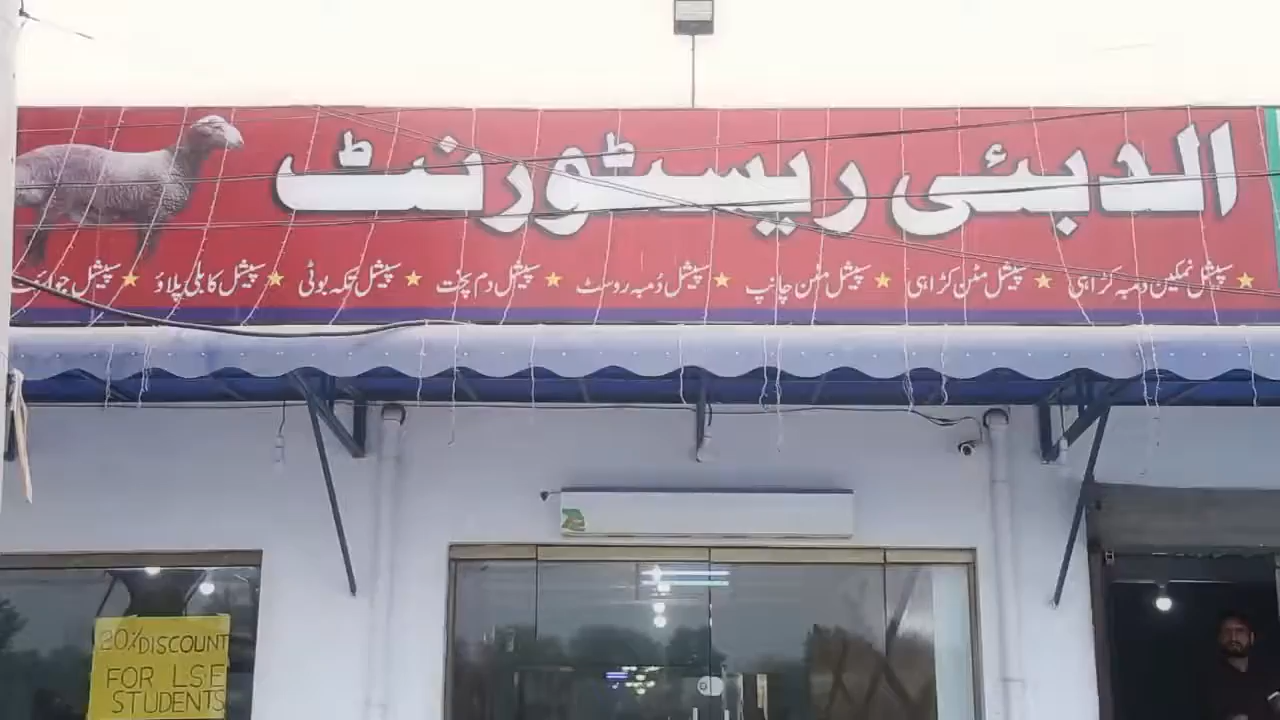 الدبئی ریسٹورنٹ
سپیشل نمکین دُمبہ کڑاہی ★ سپیشل مٹن کڑاہی ★ سپیشل مٹن چانپ ★ سپیشل دُمبہ روسٹ ★ سپیشل دم پخت ★ سپیشل تکہ بوٹی ★ سپیشل کابلی پلاؤ ★ سپیشل
20% DISCOUNT
FOR LSE
STUDENTS